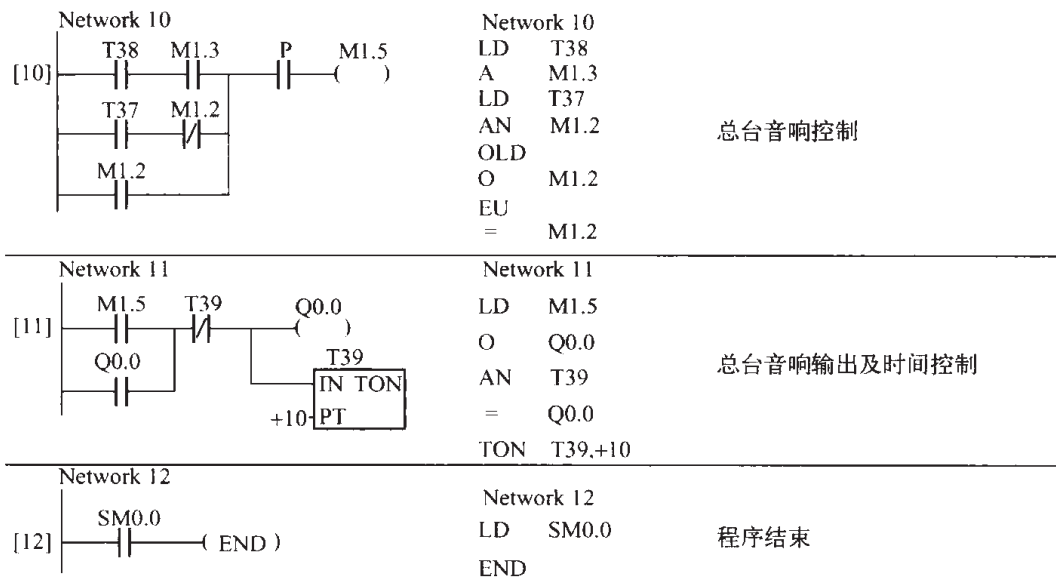 Network 10
T38 M1.3 P M1.5
[10] ( )
T37 M1.2
M1.2
Network 10
LD T38
A M1.3
LD T37
AN M1.2
OLD
O M1.2
EU
= M1.2
总台音响控制
Network 11
M1.5 T39 Q0.0
[11] ( )
Q0.0 T39
IN TON
+10 PT
Network 11
LD M1.5
O Q0.0
AN T39
= Q0.0
TON T39,+10
总台音响输出及时间控制
Network 12
SM0.0
[12] ( END )
Network 12
LD SM0.0
END
程序结束